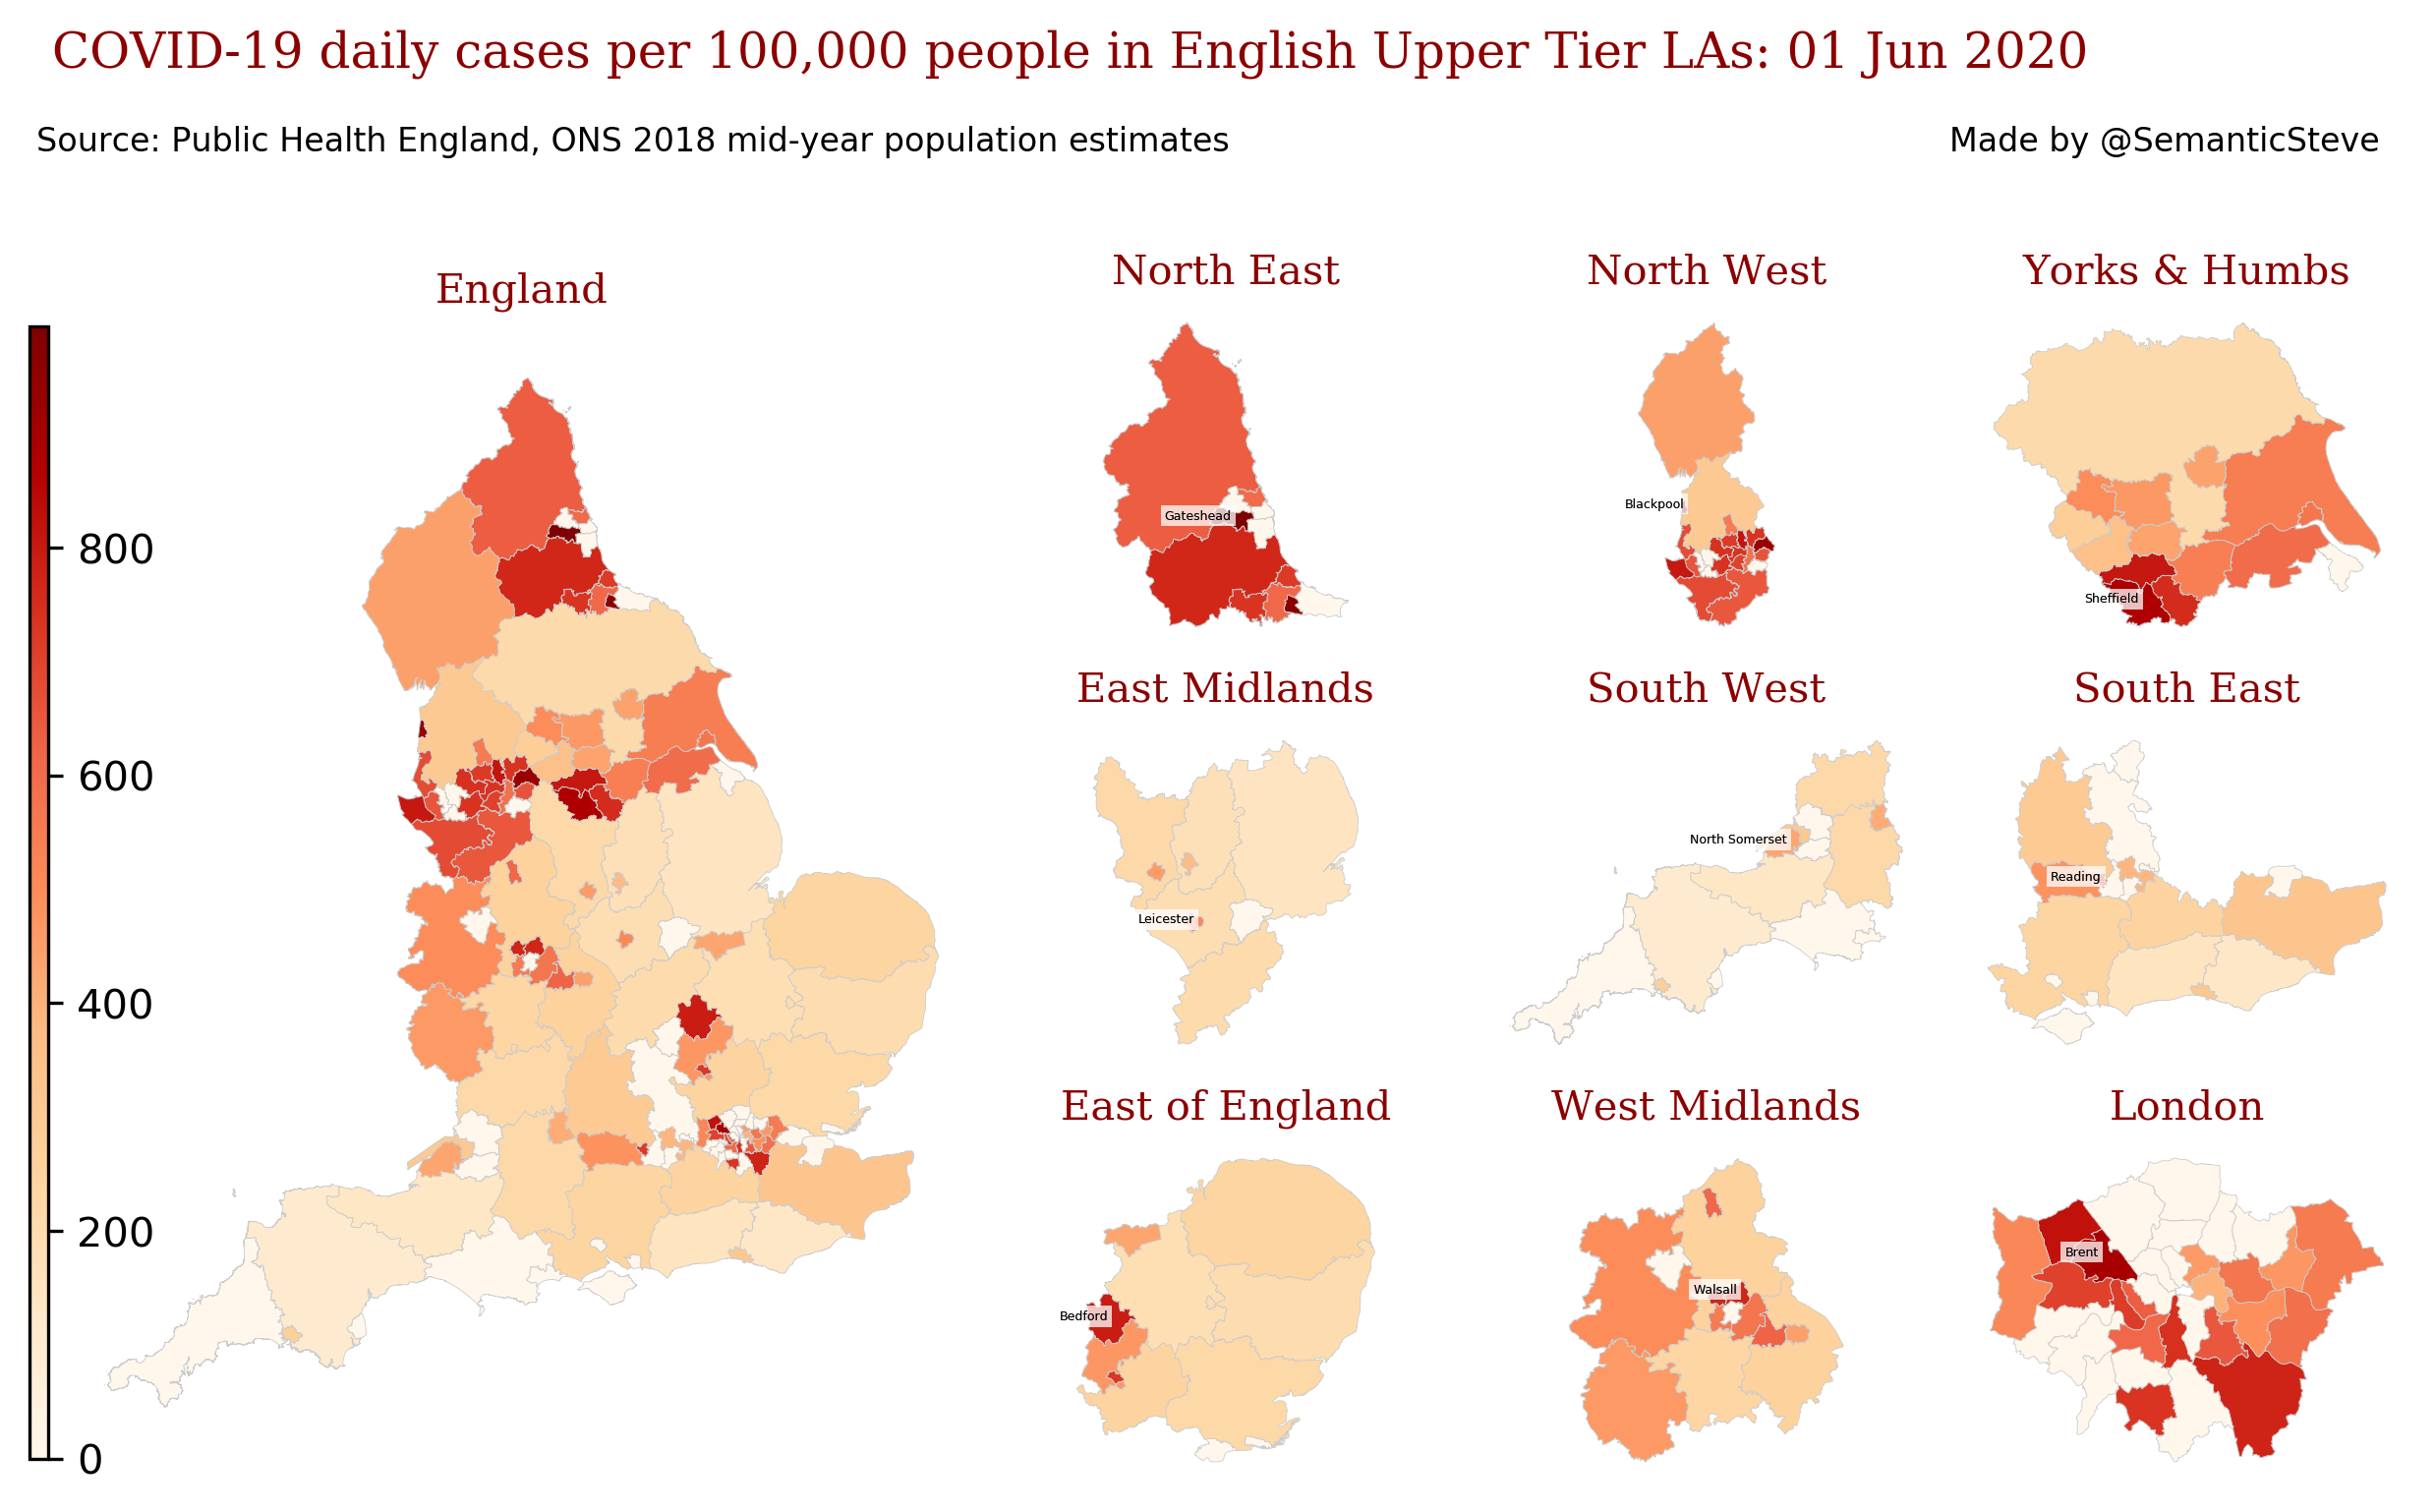 COVID-19 daily cases per 100,000 people in English Upper Tier LAs: 01 Jun 2020
Source: Public Health England, ONS 2018 mid-year population estimates
Made by @SemanticSteve
England
800
600
400
200
0
North East
Gateshead
North West
Blackpool
Yorks & Humbs
Sheffield
East Midlands
Leicester
South West
North Somerset
South East
Reading
East of England
Bedford
West Midlands
Walsall
London
Brent